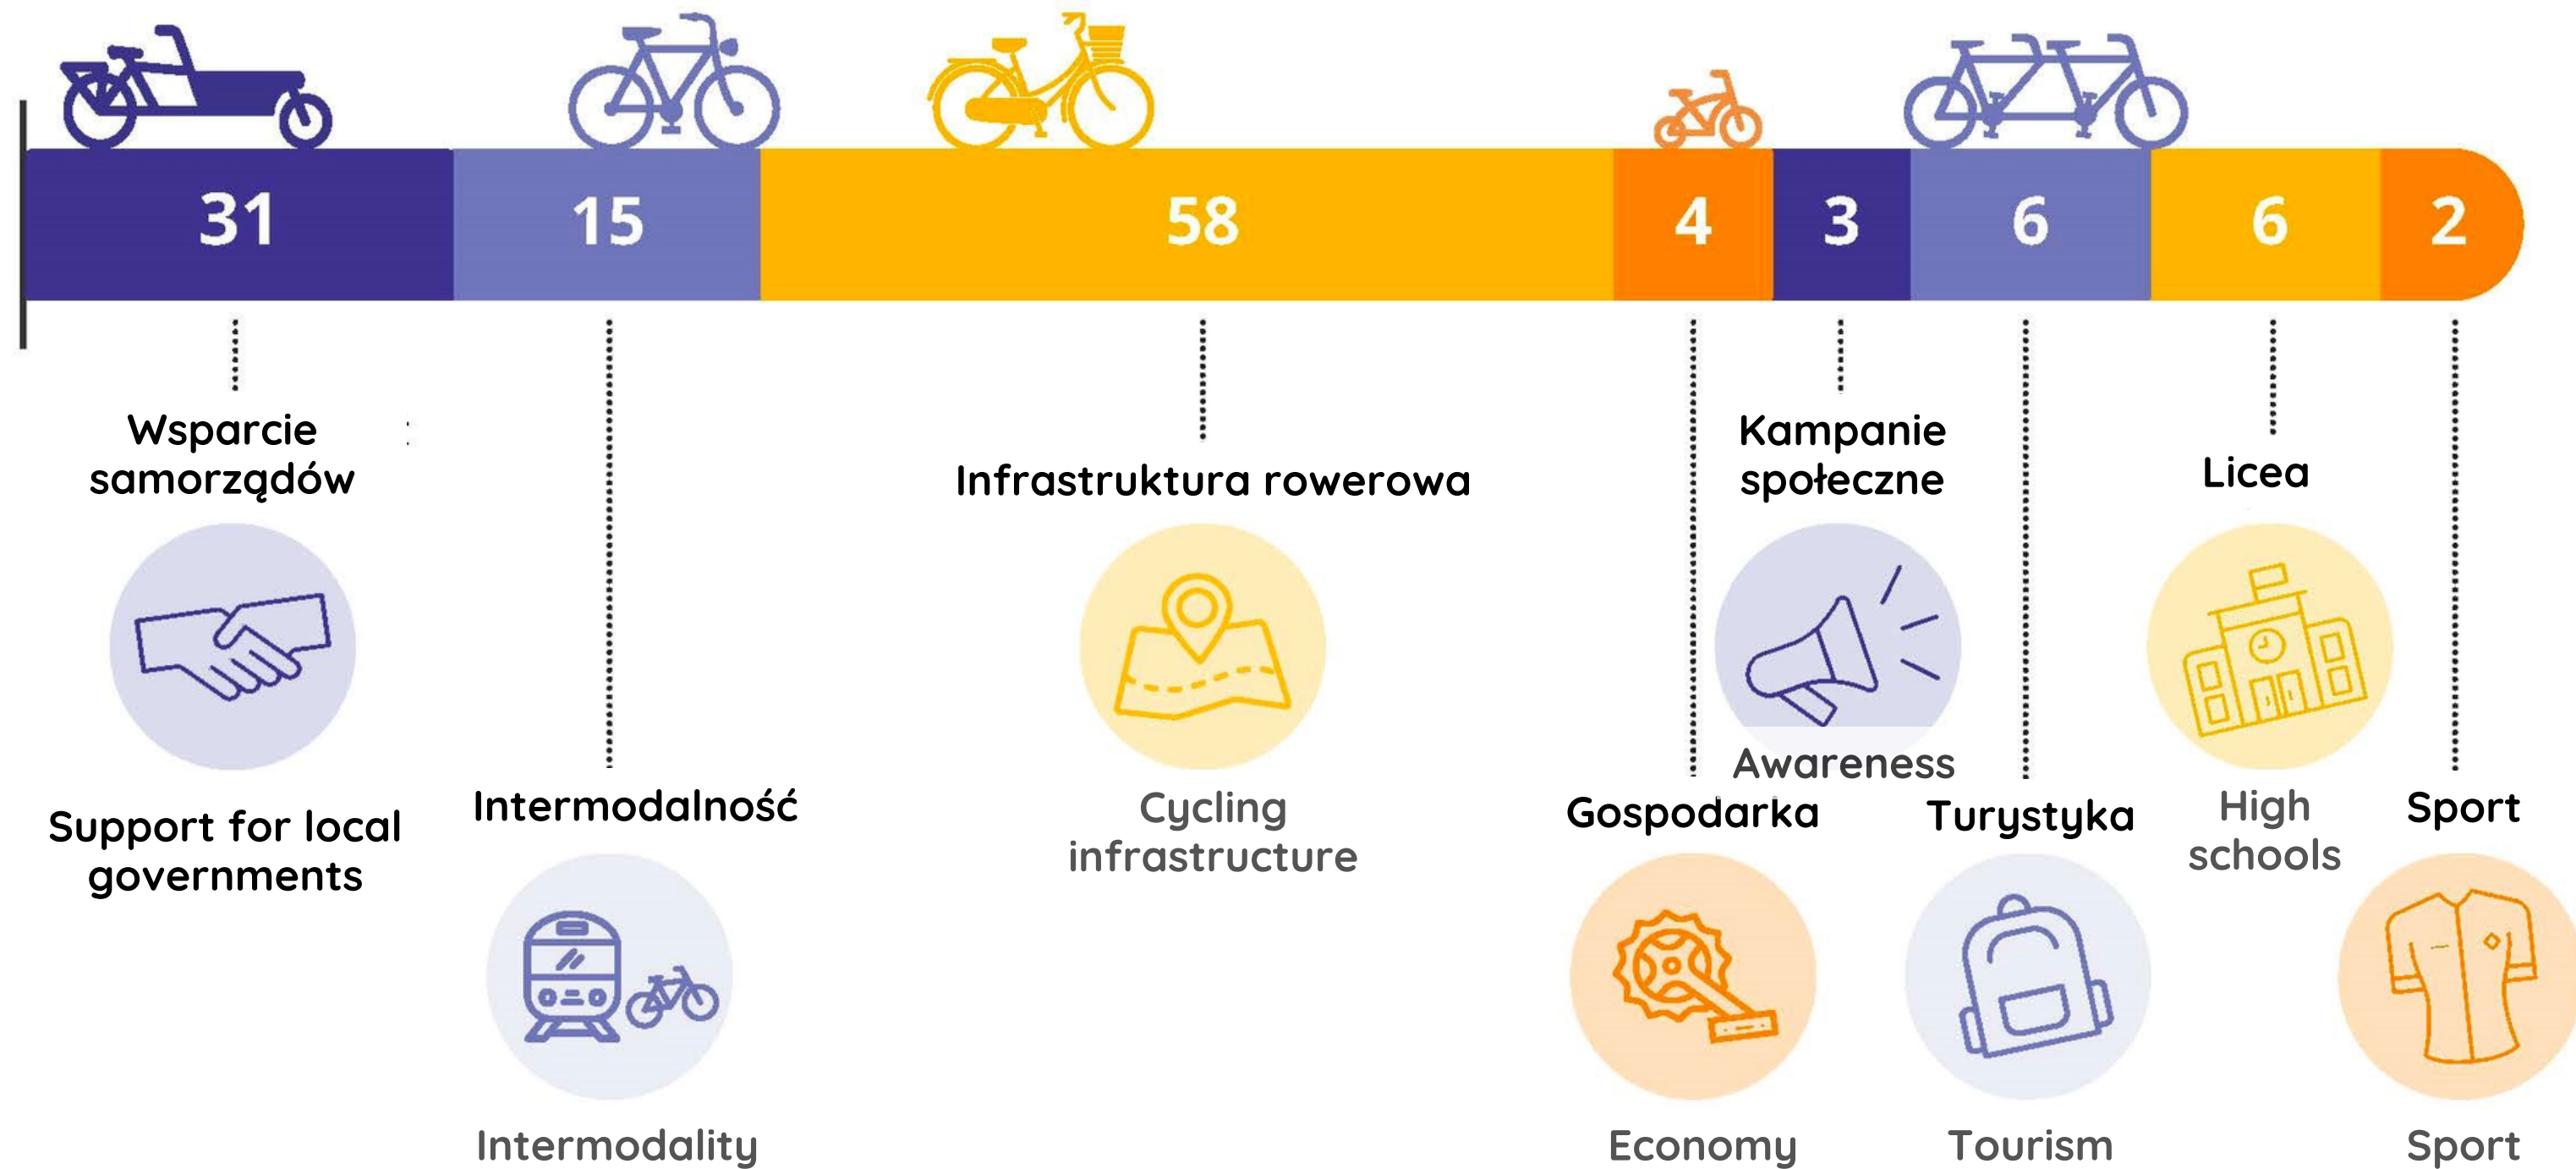 31
15
58
4
3
6
6
2
Wsparcie
samorządów
Support for local
governments
Intermodalność
Intermodality
Infrastruktura rowerowa
Cycling
infrastructure
Gospodarka
Economy
Kampanie
społeczne
Awareness
Turystyka
Tourism
Licea
High
schools
Sport
Sport